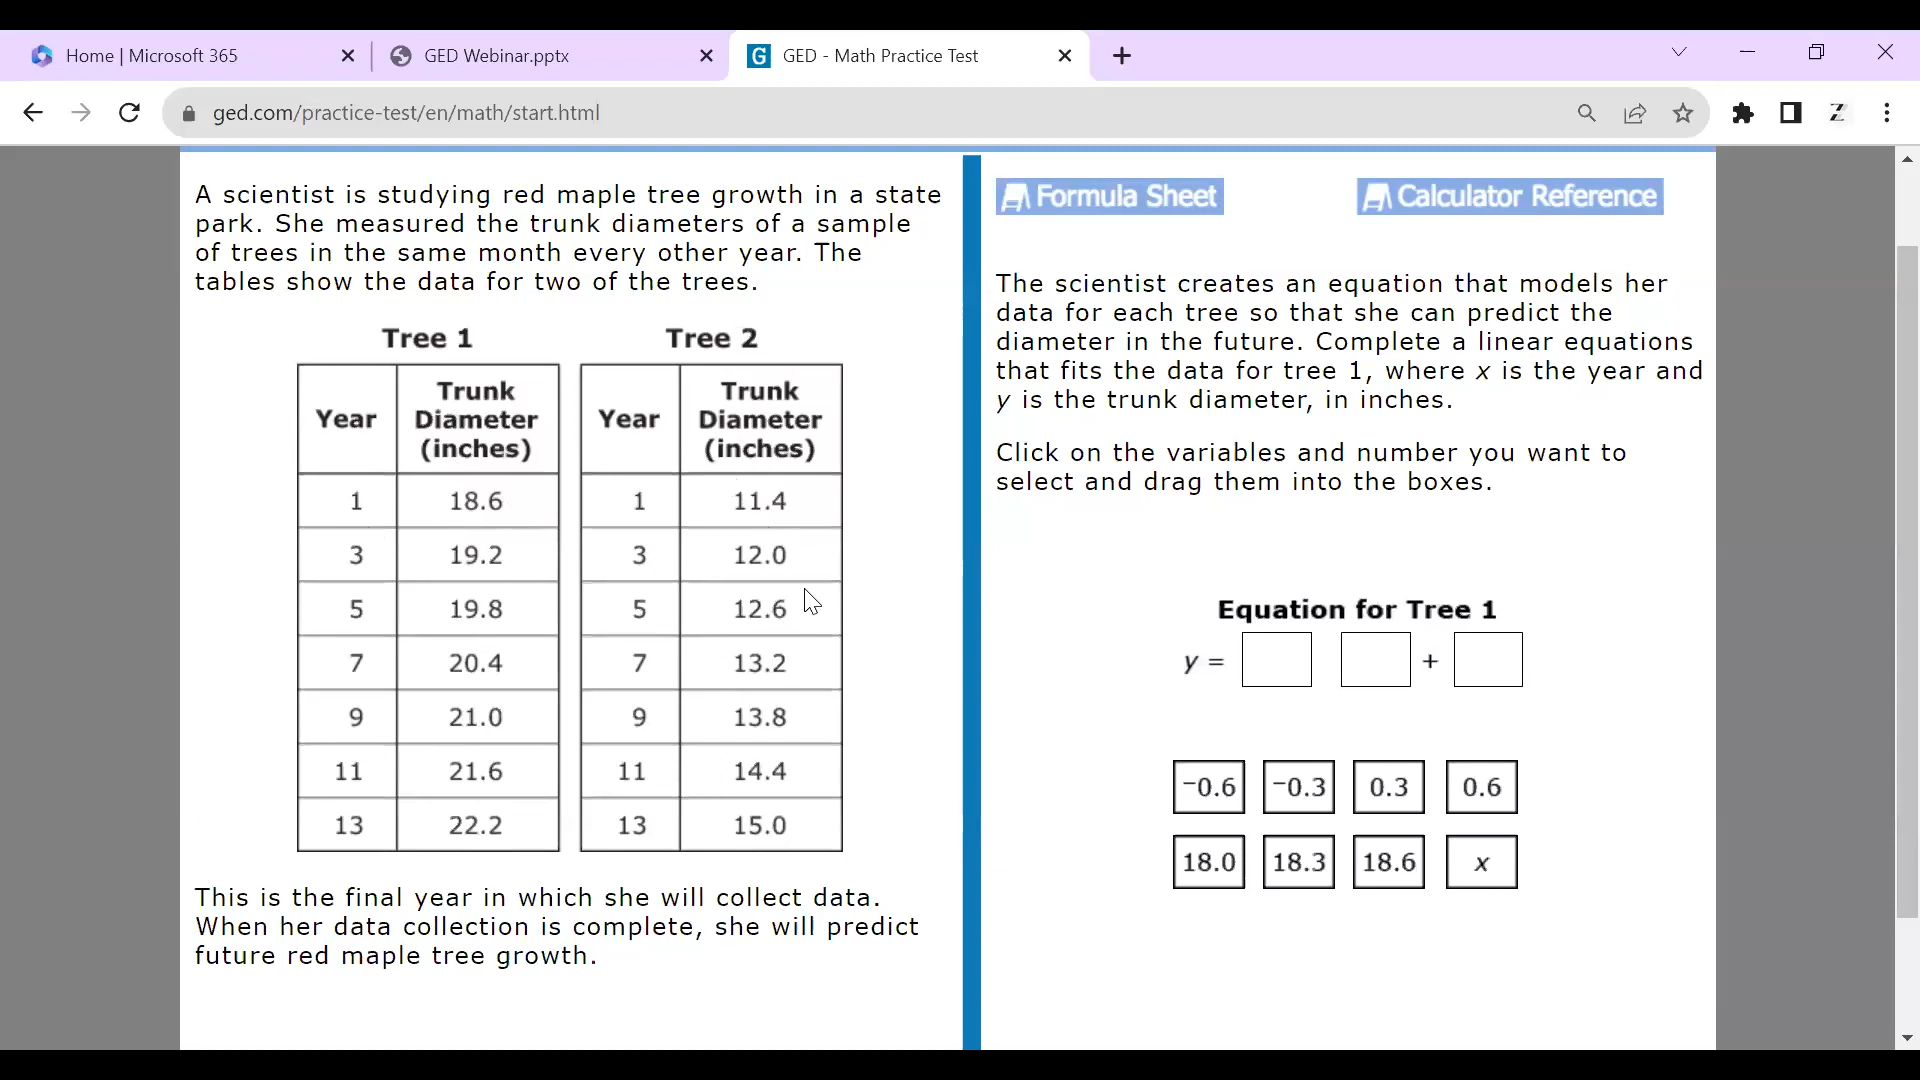 Home | Microsoft 365
GED Webinar.pptx
G GED - Math Practice Test
ged.com/practice-test/en/math/start.html
A scientist is studying red maple tree growth in a state
park. She measured the trunk diameters of a sample
of trees in the same month every other year. The
tables show the data for two of the trees.
Tree 1
Year Trunk Diameter (inches)
1 18.6
3 19.2
5 19.8
7 20.4
9 21.0
11 21.6
13 22.2
Tree 2
Year Trunk Diameter (inches)
1 11.4
3 12.0
5 12.6
7 13.2
9 13.8
11 14.4
13 15.0
This is the final year in which she will collect data.
When her data collection is complete, she will predict
future red maple tree growth.
Formula Sheet
Calculator Reference
The scientist creates an equation that models her
data for each tree so that she can predict the
diameter in the future. Complete a linear equations
that fits the data for tree 1, where x is the year and
y is the trunk diameter, in inches.
Click on the variables and number you want to
select and drag them into the boxes.
Equation for Tree 1
y = +
−0.6 −0.3 0.3 0.6
18.0 18.3 18.6 x